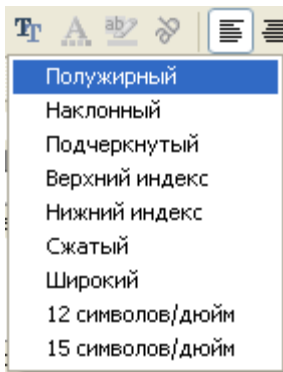 Полужирный
Наклонный
Подчеркнутый
Верхний индекс
Нижний индекс
Сжатый
Широкий
12 символов/дюйм
15 символов/дюйм